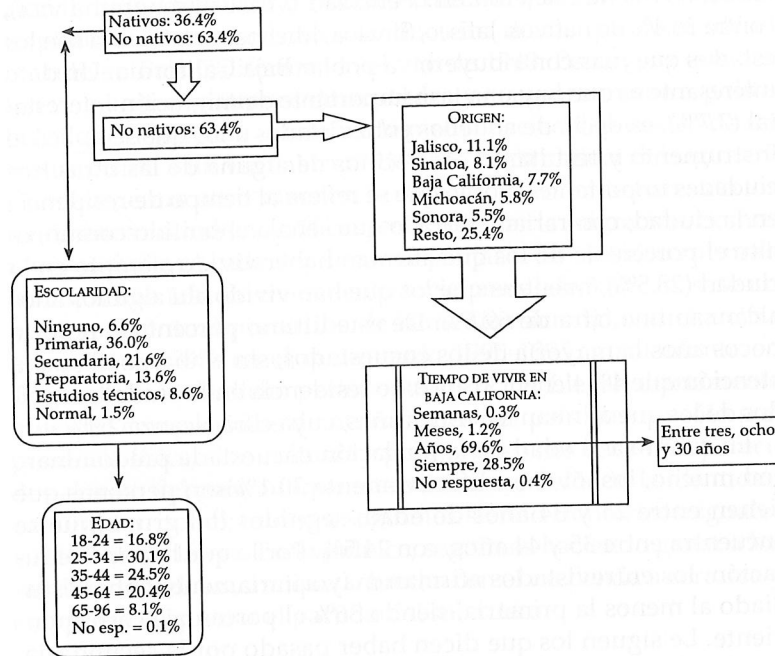 Nativos: 36.4%
No nativos: 63.4%
No nativos: 63.4%
ORIGEN:
Jalisco, 11.1%
Sinaloa, 8.1%
Baja California, 7.7%
Michoacán, 5.8%
Sonora, 5.5%
Resto, 25.4%
ESCOLARIDAD:
Ninguno, 6.6%
Primaria, 36.0%
Secundaria, 21.6%
Preparatoria, 13.6%
Estudios técnicos, 8.6%
Normal, 1.5%
TIEMPO DE VIVIR EN
BAJA CALIFORNIA:
Semanas, 0.3%
Meses, 1.2%
Años, 69.6%
Siempre, 28.5%
No respuesta, 0.4%
Entre tres, ocho
y 30 años
EDAD:
18-24 = 16.8%
25-34 = 30.1%
35-44 = 24.5%
45-64 = 20.4%
65-96 = 8.1%
No esp. = 0.1%